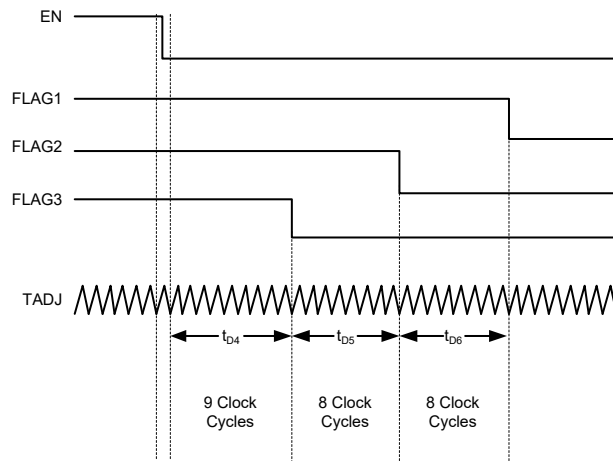 EN
FLAG1
FLAG2
FLAG3
TADJ
tD4
tD5
tD6
9 Clock
Cycles
8 Clock
Cycles
8 Clock
Cycles